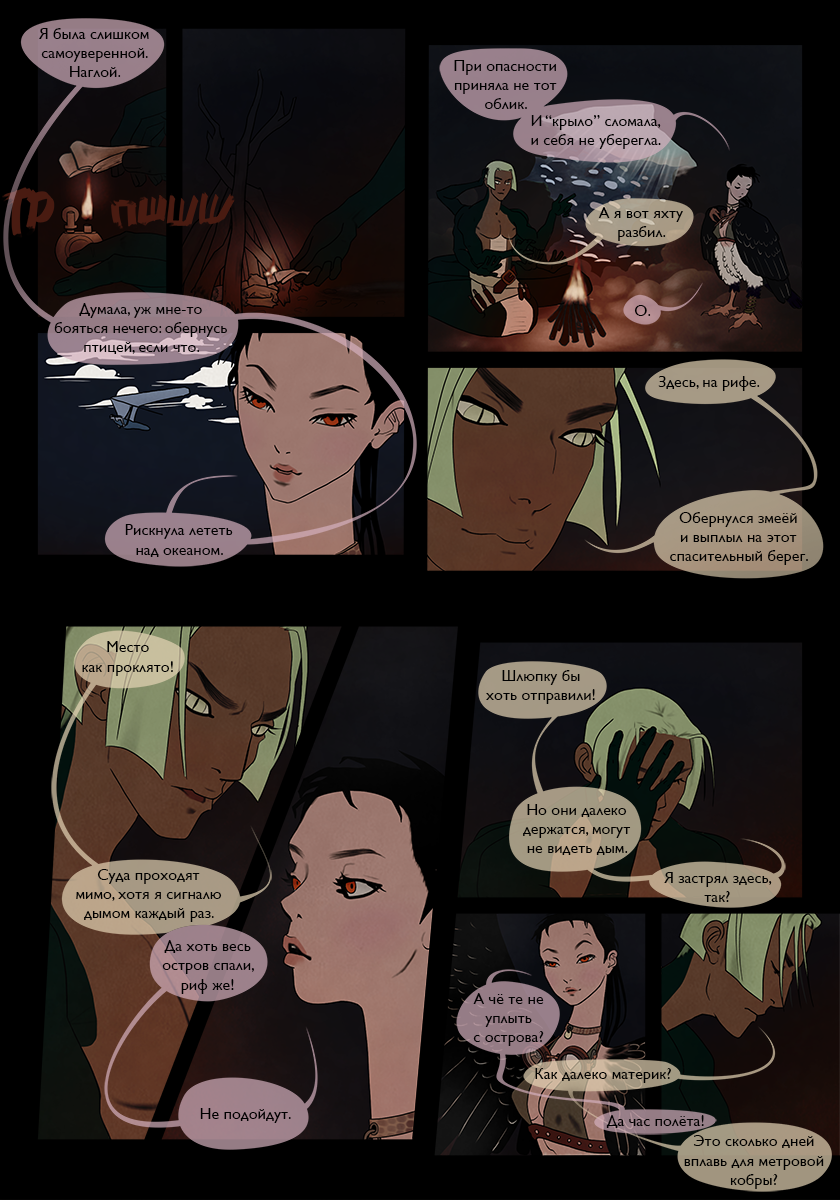 Я была слишком
самоуверенной.
Наглой.
ТР
ПШШШ
Думала, уж мне-то
бояться нечего: обернусь
птицей, если что.
Рискнула лететь
над океаном.
При опасности
приняла не тот
облик.
И “крыло” сломала,
и себя не уберегла.
А я вот яхту
разбил.
О.
Здесь, на рифе.
Обернулся змеёй
и выплыл на этот
спасительный берег.
Место
как проклято!
Суда проходят
мимо, хотя я сигналю
дымом каждый раз.
Да хоть весь
остров спали,
риф же!
Не подойдут.
Шлюпку бы
хоть отправили!
Но они далеко
держатся, могут
не видеть дым.
Я застрял здесь,
так?
А чё те не
уплыть
с острова?
Как далеко материк?
Да час полёта!
Это сколько дней
вплавь для метровой
кобры?